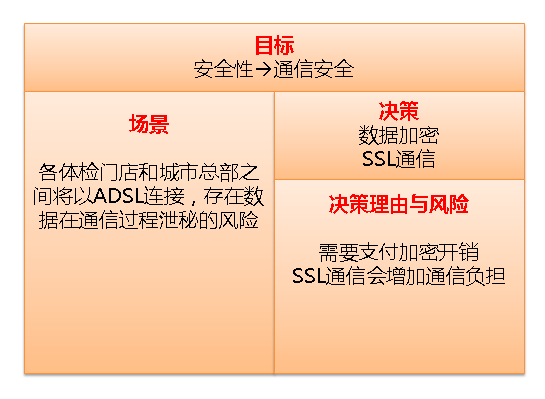 目标
安全性→通信安全
场景
各体检门店和城市总部之
间将以ADSL连接，存在数
据在通信过程泄秘的风险
决策
数据加密
SSL通信
决策理由与风险
需要支付加密开销
SSL通信会增加通信负担